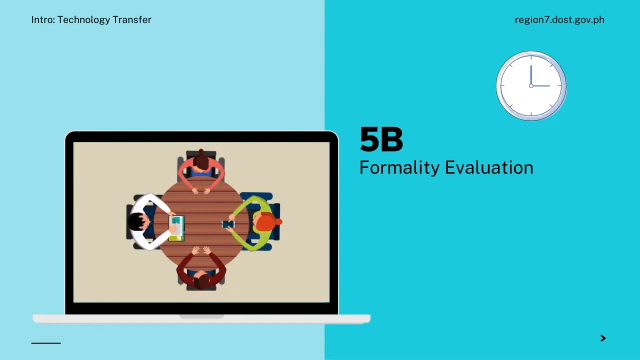 Intro: Technology Transfer
region7.dost.gov.ph
5B
Formality Evaluation